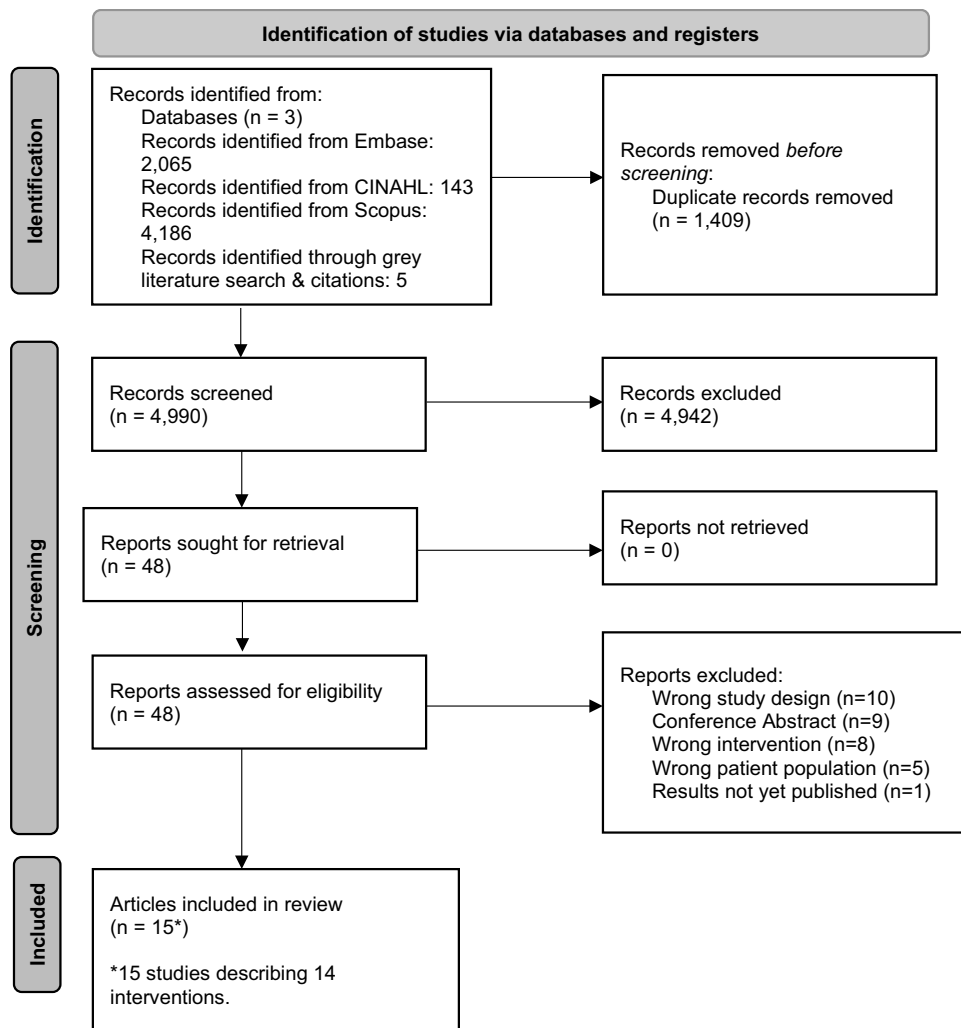 Identification of studies via databases and registers
Identification
Records identified from:
Databases (n = 3)
Records identified from Embase:
2,065
Records identified from CINAHL: 143
Records identified from Scopus:
4,186
Records identified through grey
literature search & citations: 5
Records removed before
screening:
Duplicate records removed
(n = 1,409)
Screening
Records screened
(n = 4,990)
Records excluded
(n = 4,942)
Reports sought for retrieval
(n = 48)
Reports not retrieved
(n = 0)
Reports assessed for eligibility
(n = 48)
Reports excluded:
Wrong study design (n=10)
Conference Abstract (n=9)
Wrong intervention (n=8)
Wrong patient population (n=5)
Results not yet published (n=1)
Included
Articles included in review
(n = 15*)
*15 studies describing 14
interventions.